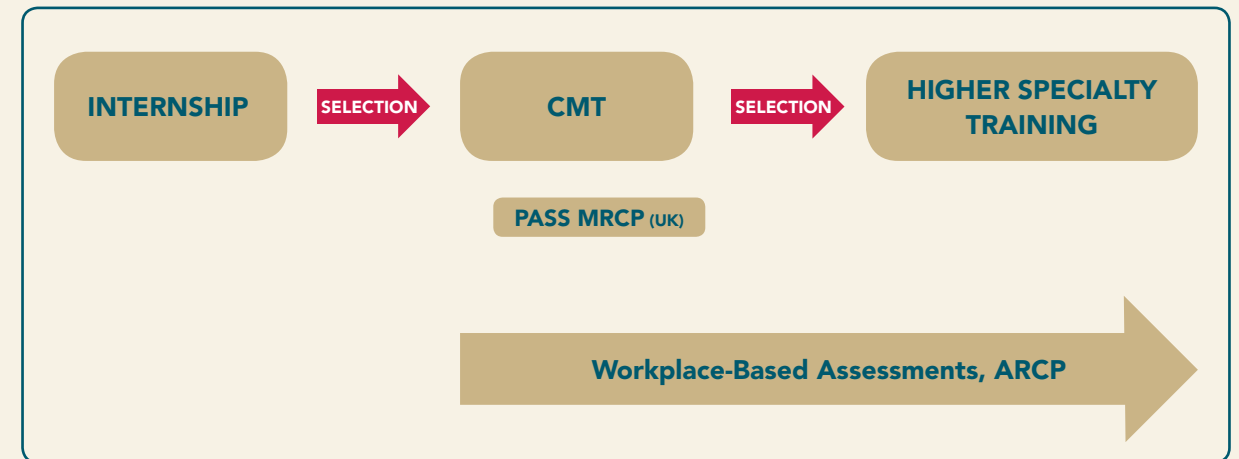 INTERNSHIP
SELECTION
CMT
SELECTION
HIGHER SPECIALTY
TRAINING
PASS MRCP (UK)
Workplace-Based Assessments, ARCP